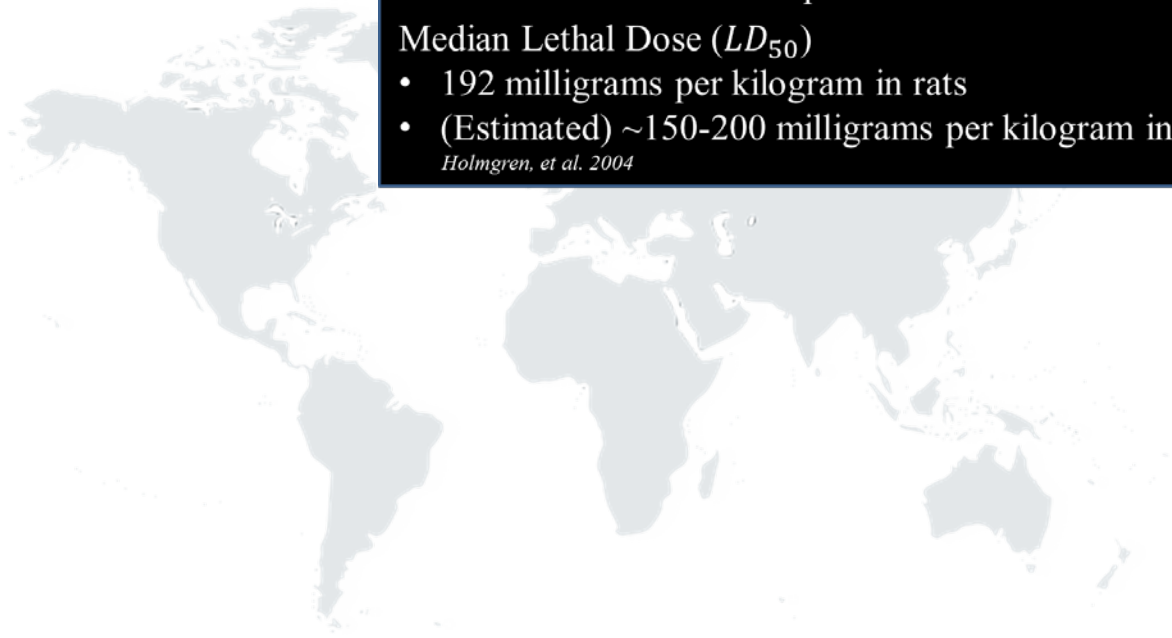 Median Lethal Dose (LD₅₀)
• 192 milligrams per kilogram in rats
• (Estimated) ~150-200 milligrams per kilogram in
Holmgren, et al. 2004